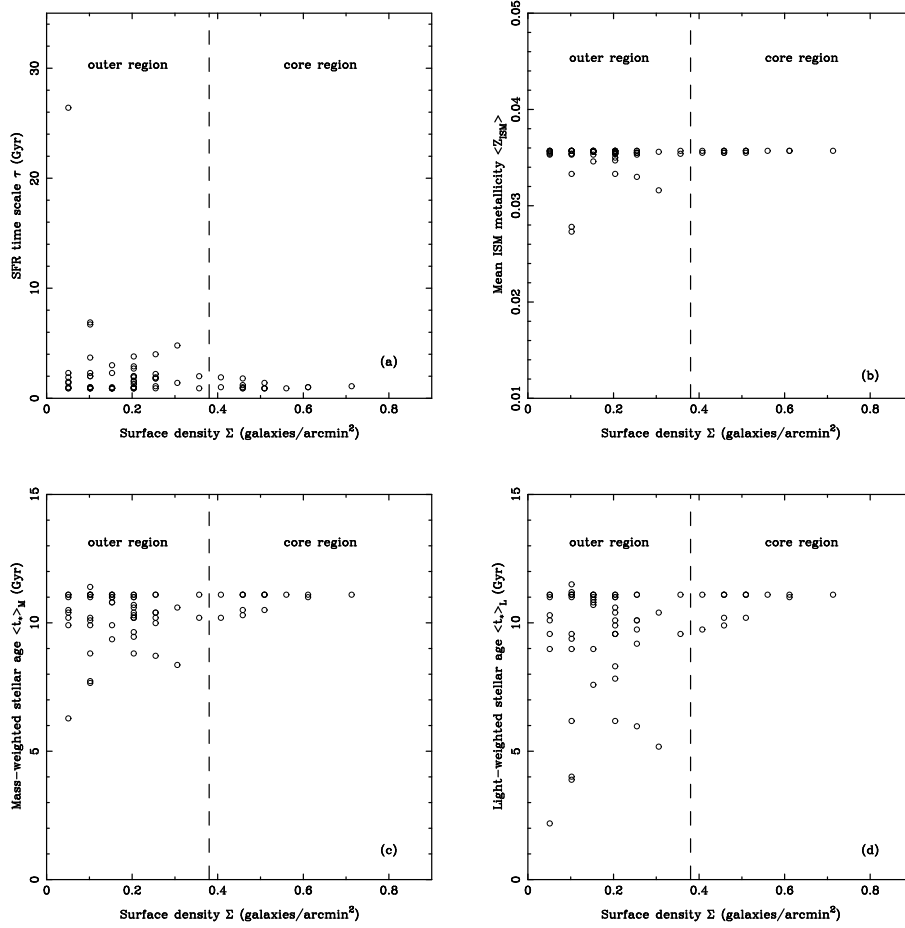 outer region
core region
SFR time scale τ (Gyr)
0
10
20
30
(a)
0
0.2
0.4
0.6
0.8
Surface density Σ (galaxies/arcmin²)
outer region
core region
Mean ISM metallicity <Z_ISM>
0.01
0.02
0.03
0.04
0.05
(b)
0
0.2
0.4
0.6
0.8
Surface density Σ (galaxies/arcmin²)
outer region
core region
Mass-weighted stellar age <t*>_M (Gyr)
0
5
10
15
(c)
0
0.2
0.4
0.6
0.8
Surface density Σ (galaxies/arcmin²)
outer region
core region
Light-weighted stellar age <t*>_L (Gyr)
0
5
10
15
(d)
0
0.2
0.4
0.6
0.8
Surface density Σ (galaxies/arcmin²)